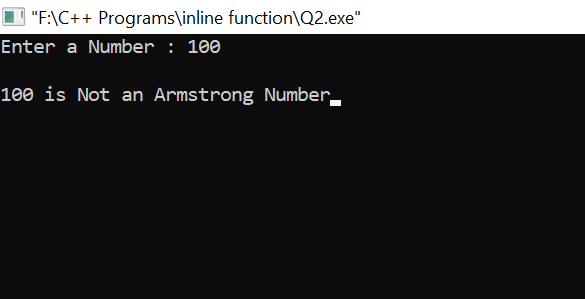 "F:\C++ Programs\inline function\Q2.exe"
Enter a Number : 100
100 is Not an Armstrong Number